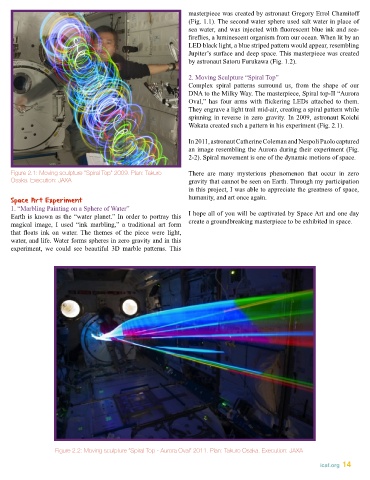 Figure 2.1: Moving sculpture "Spiral Top" 2009. Plan: Takuro
Osaka. Execution: JAXA
Space Art Experiment
1. “Marbling Painting on a Sphere of Water”
Earth is known as the “water planet.” In order to portray this
magical image, I used “ink marbling,” a traditional art form
that floats ink on water. The themes of the piece were light,
water, and life. Water forms spheres in zero gravity and in this
experiment, we could see beautiful 3D marble patterns. This
masterpiece was created by astronaut Gregory Errol Chamitoff
(Fig. 1.1). The second water sphere used salt water in place of
sea water, and was injected with fluorescent blue ink and sea-
fireflies, a luminescent organism from our ocean. When lit by an
LED black light, a blue striped pattern would appear, resembling
Jupiter’s surface and deep space. This masterpiece was created
by astronaut Satoru Furukawa (Fig. 1.2).
2. Moving Sculpture “Spiral Top”
Complex spiral patterns surround us, from the shape of our
DNA to the Milky Way. The masterpiece, Spiral top-II “Aurora
Oval,” has four arms with flickering LEDs attached to them.
They engrave a light trail mid-air, creating a spiral pattern while
spinning in reverse in zero gravity. In 2009, astronaut Koichi
Wakata created such a pattern in his experiment (Fig. 2.1).
In 2011, astronaut Catherine Coleman and Nespoli Paolo captured
an image resembling the Aurora during their experiment (Fig.
2-2). Spiral movement is one of the dynamic motions of space.
There are many mysterious phenomenon that occur in zero
gravity that cannot be seen on Earth. Through my participation
in this project, I was able to appreciate the greatness of space,
humanity, and art once again.
I hope all of you will be captivated by Space Art and one day
create a groundbreaking masterpiece to be exhibited in space.
Figure 2.2: Moving sculpture "Spiral Top - Aurora Oval" 2011. Plan: Takuro Osaka. Execution: JAXA
ieal.org 14